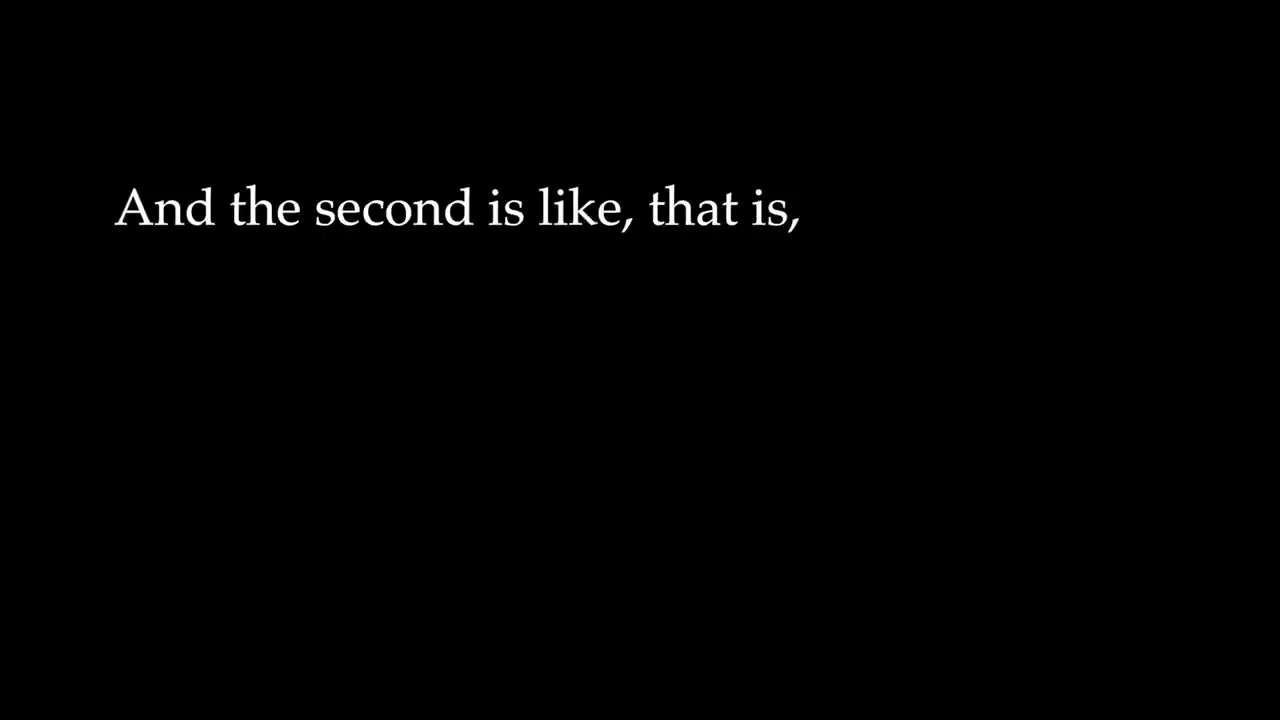 And the second is like, that is,